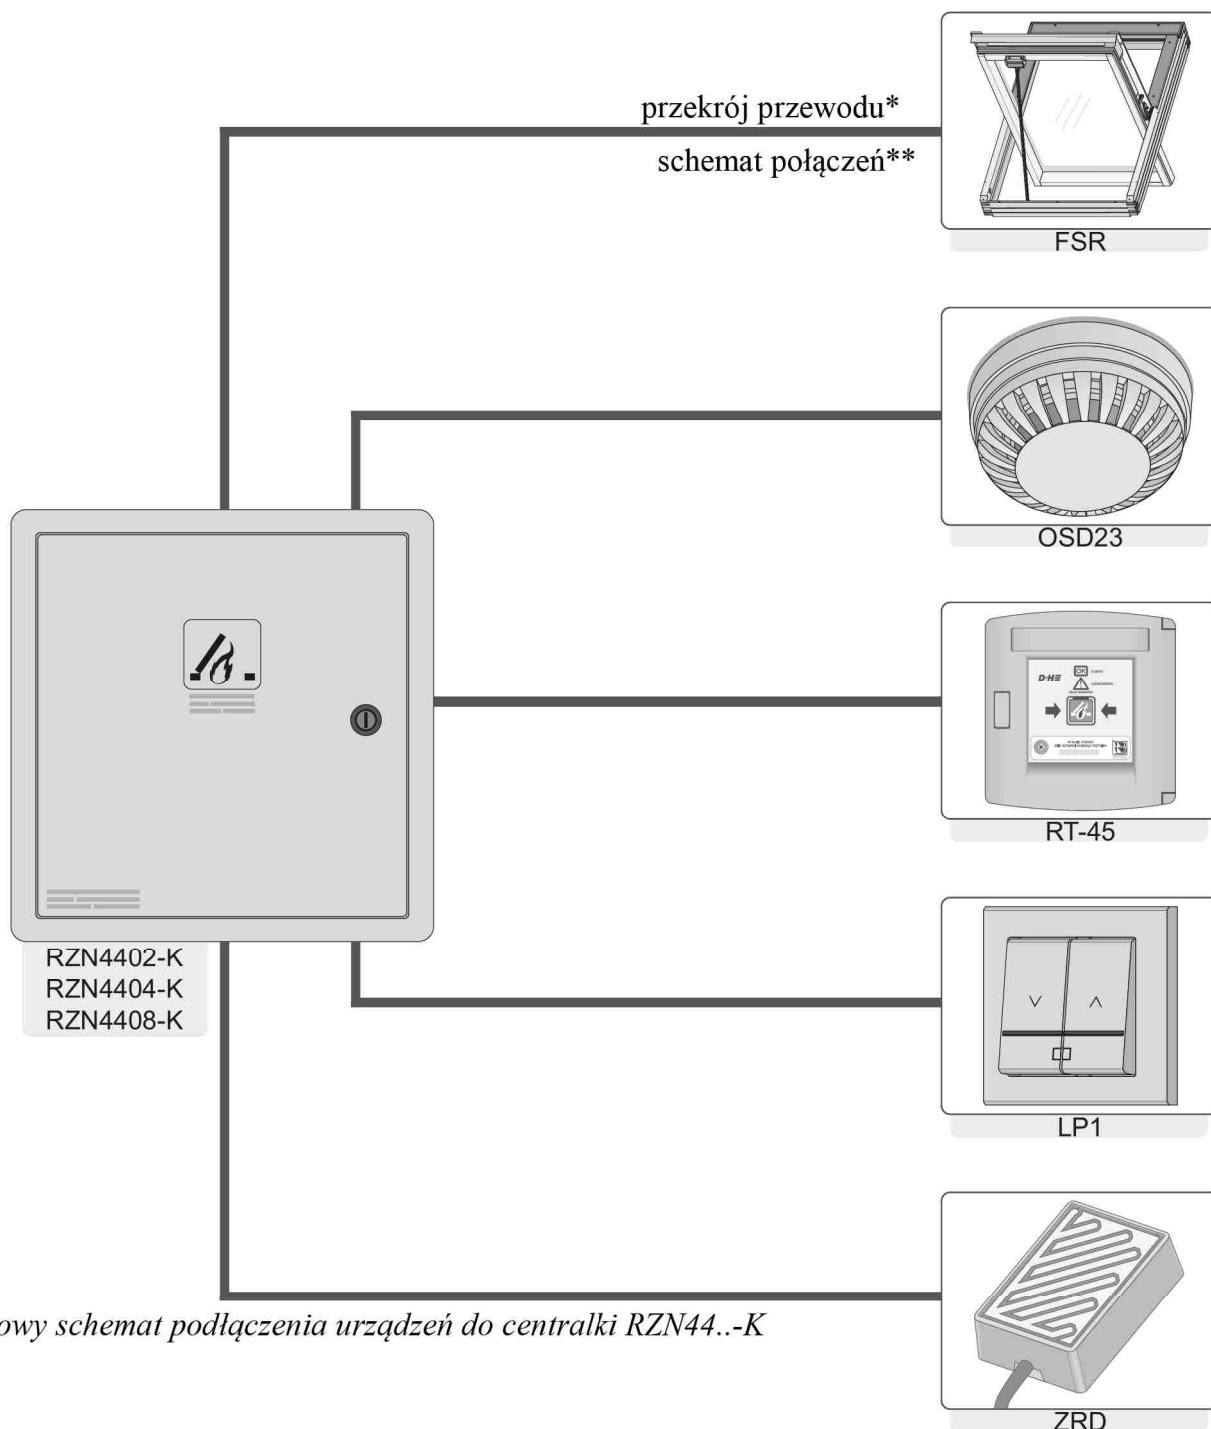 przekrój przewodu*
schemat połączeń**
FSR
OSD23
D+H
OK
RT-45
RZN4402-K
RZN4404-K
RZN4408-K
LP1
owy schemat podłączenia urządzeń do centralki RZN44..-K
ZRD